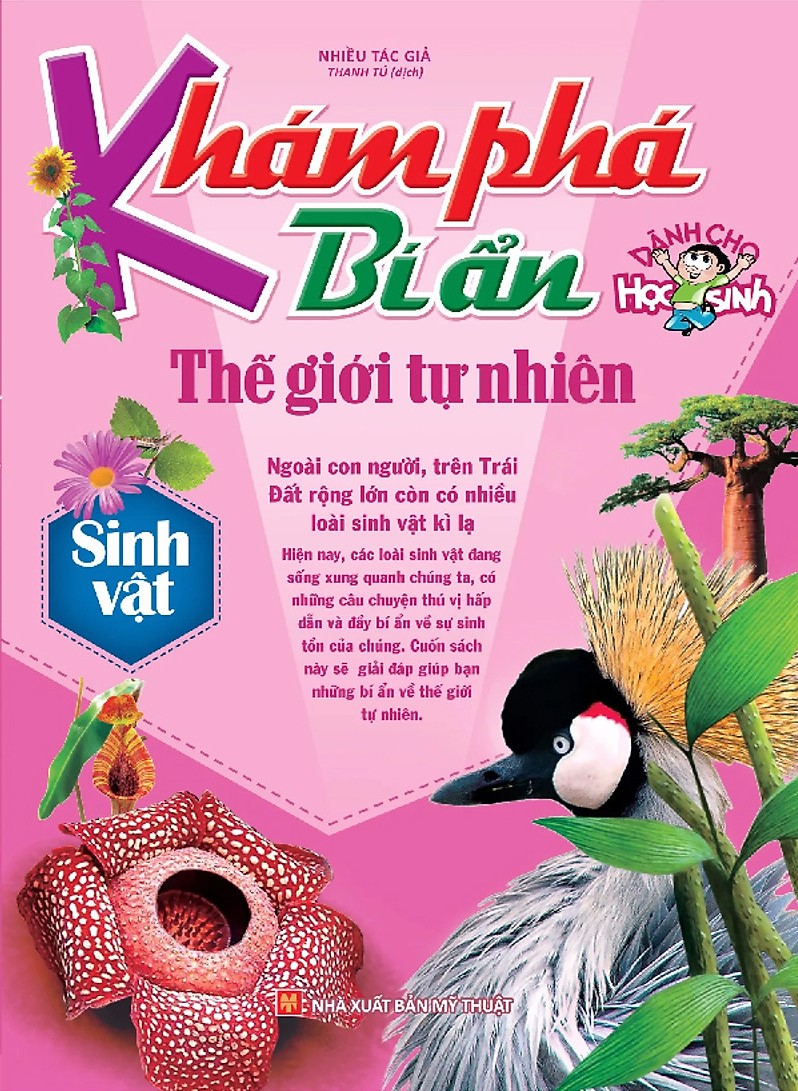 NHIỀU TÁC GIẢ
THANH TÚ (dịch)
Khám phá
Bí ẩn
DÀNH CHO
HỌC SINH
Thế giới tự nhiên
Ngoài con người, trên Trái
Đất rộng lớn còn có nhiều
loài sinh vật kì lạ
Sinh
vật
Hiện nay, các loài sinh vật đang
sống xung quanh chúng ta, có
những câu chuyện thú vị hấp
dẫn và đầy bí ẩn về sự sinh
tồn của chúng. Cuốn sách
này sẽ giải đáp giúp bạn
những bí ẩn về thế giới
tự nhiên.
NHÀ XUẤT BẢN MỸ THUẬT